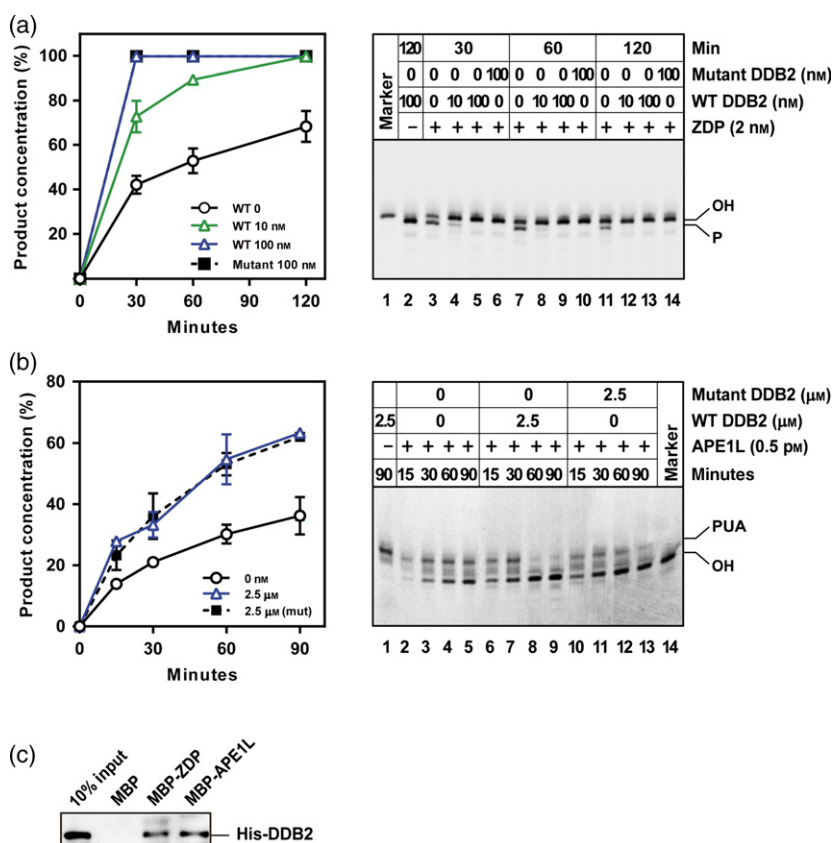 (a)
Product concentration (%)
100
80
60
40
20
0 30 60 90 120
Minutes
WT 0
WT 10 nM
WT 100 nM
Mutant 100 nM
Marker
120 30 60 120 Min
0 0 0 0 100 0 0 0 100 0 0 0 100 Mutant DDB2 (nM)
100 0 10 100 0 0 10 100 0 0 10 100 0 WT DDB2 (nM)
– + + + + + + + + + + + + ZDP (2 nM)
OH
P
1 2 3 4 5 6 7 8 9 10 11 12 13 14
(b)
Product concentration (%)
80
60
40
20
0
0 30 60 90
Minutes
0 nM
2.5 μM
2.5 μM (mut)
0 0 2.5 Mutant DDB2 (μM)
2.5 0 2.5 0 WT DDB2 (μM)
– + + + + + + + + + + + + APE1L (0.5 pM)
90 15 30 60 90 15 30 60 90 15 30 60 90 Minutes
Marker
PUA
OH
1 2 3 4 5 6 7 8 9 10 11 12 13 14
(c)
10% input
MBP
MBP-ZDP
MBP-APE1L
His-DDB2